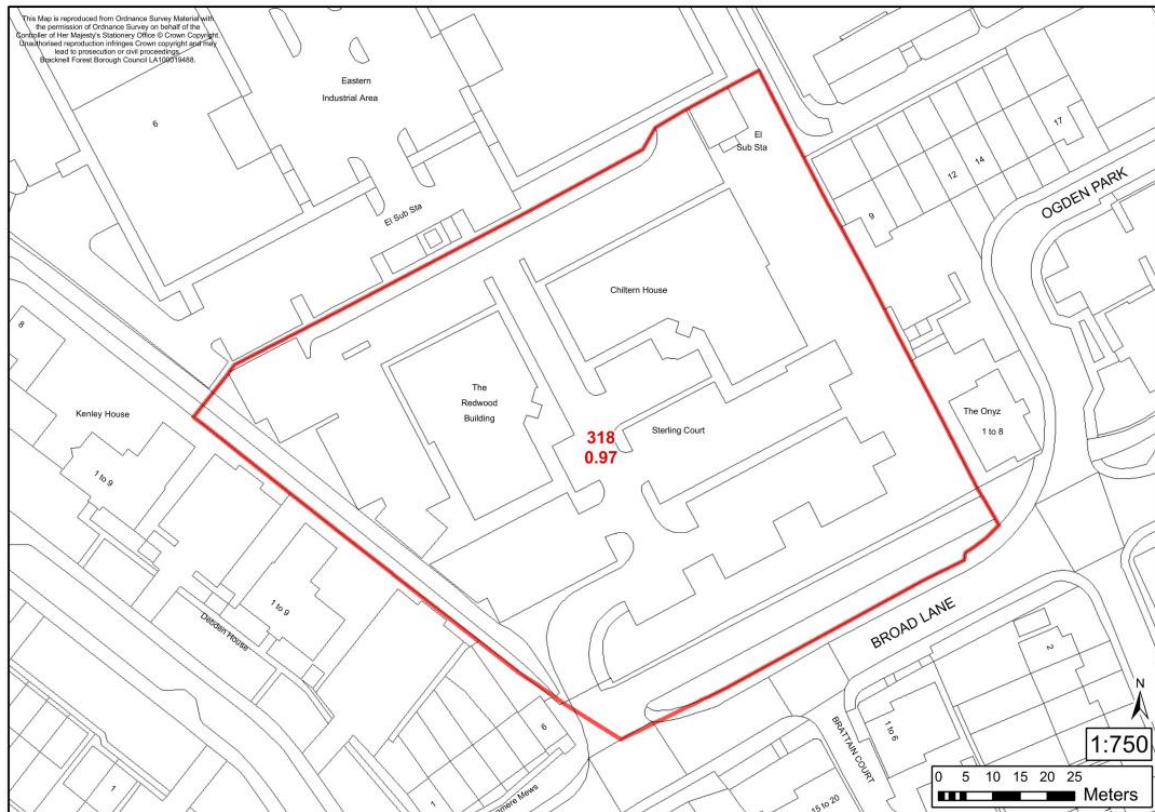 This Map is reproduced from Ordnance Survey Material with
the permission of Ordnance Survey on behalf of the
Controller of Her Majesty's Stationery Office © Crown Copyright.
Unauthorised reproduction infringes Crown copyright and may
lead to prosecution or civil proceedings.
Bracknell Forest Borough Council LA100019488.
Eastern
Industrial Area
6
El
Sub Sta
17
14
12
9
OGDEN PARK
El Sub Sta
Chiltern House
8
Kenley House
The
Redwood
Building
The Onyz
1 to 8
318
0.97
Sterling Court
1 to 9
1 to 9
Debden House
BROAD LANE
2
N
6
BRATTAIN COURT
1 to 6
1:750
1
1
mere Mews
15 to 20
0 5 10 15 20 25
Meters